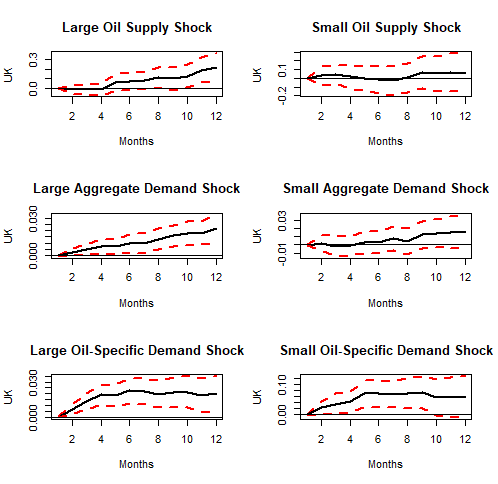 Large Oil Supply Shock
UK
0.3
0.0
2 4 6 8 10 12
Months
Small Oil Supply Shock
UK
0.1
-0.2
2 4 6 8 10 12
Months
Large Aggregate Demand Shock
UK
0.030
0.000
2 4 6 8 10 12
Months
Small Aggregate Demand Shock
UK
0.03
-0.01
2 4 6 8 10 12
Months
Large Oil-Specific Demand Shock
UK
0.030
0.000
2 4 6 8 10 12
Months
Small Oil-Specific Demand Shock
UK
0.10
0.00
2 4 6 8 10 12
Months